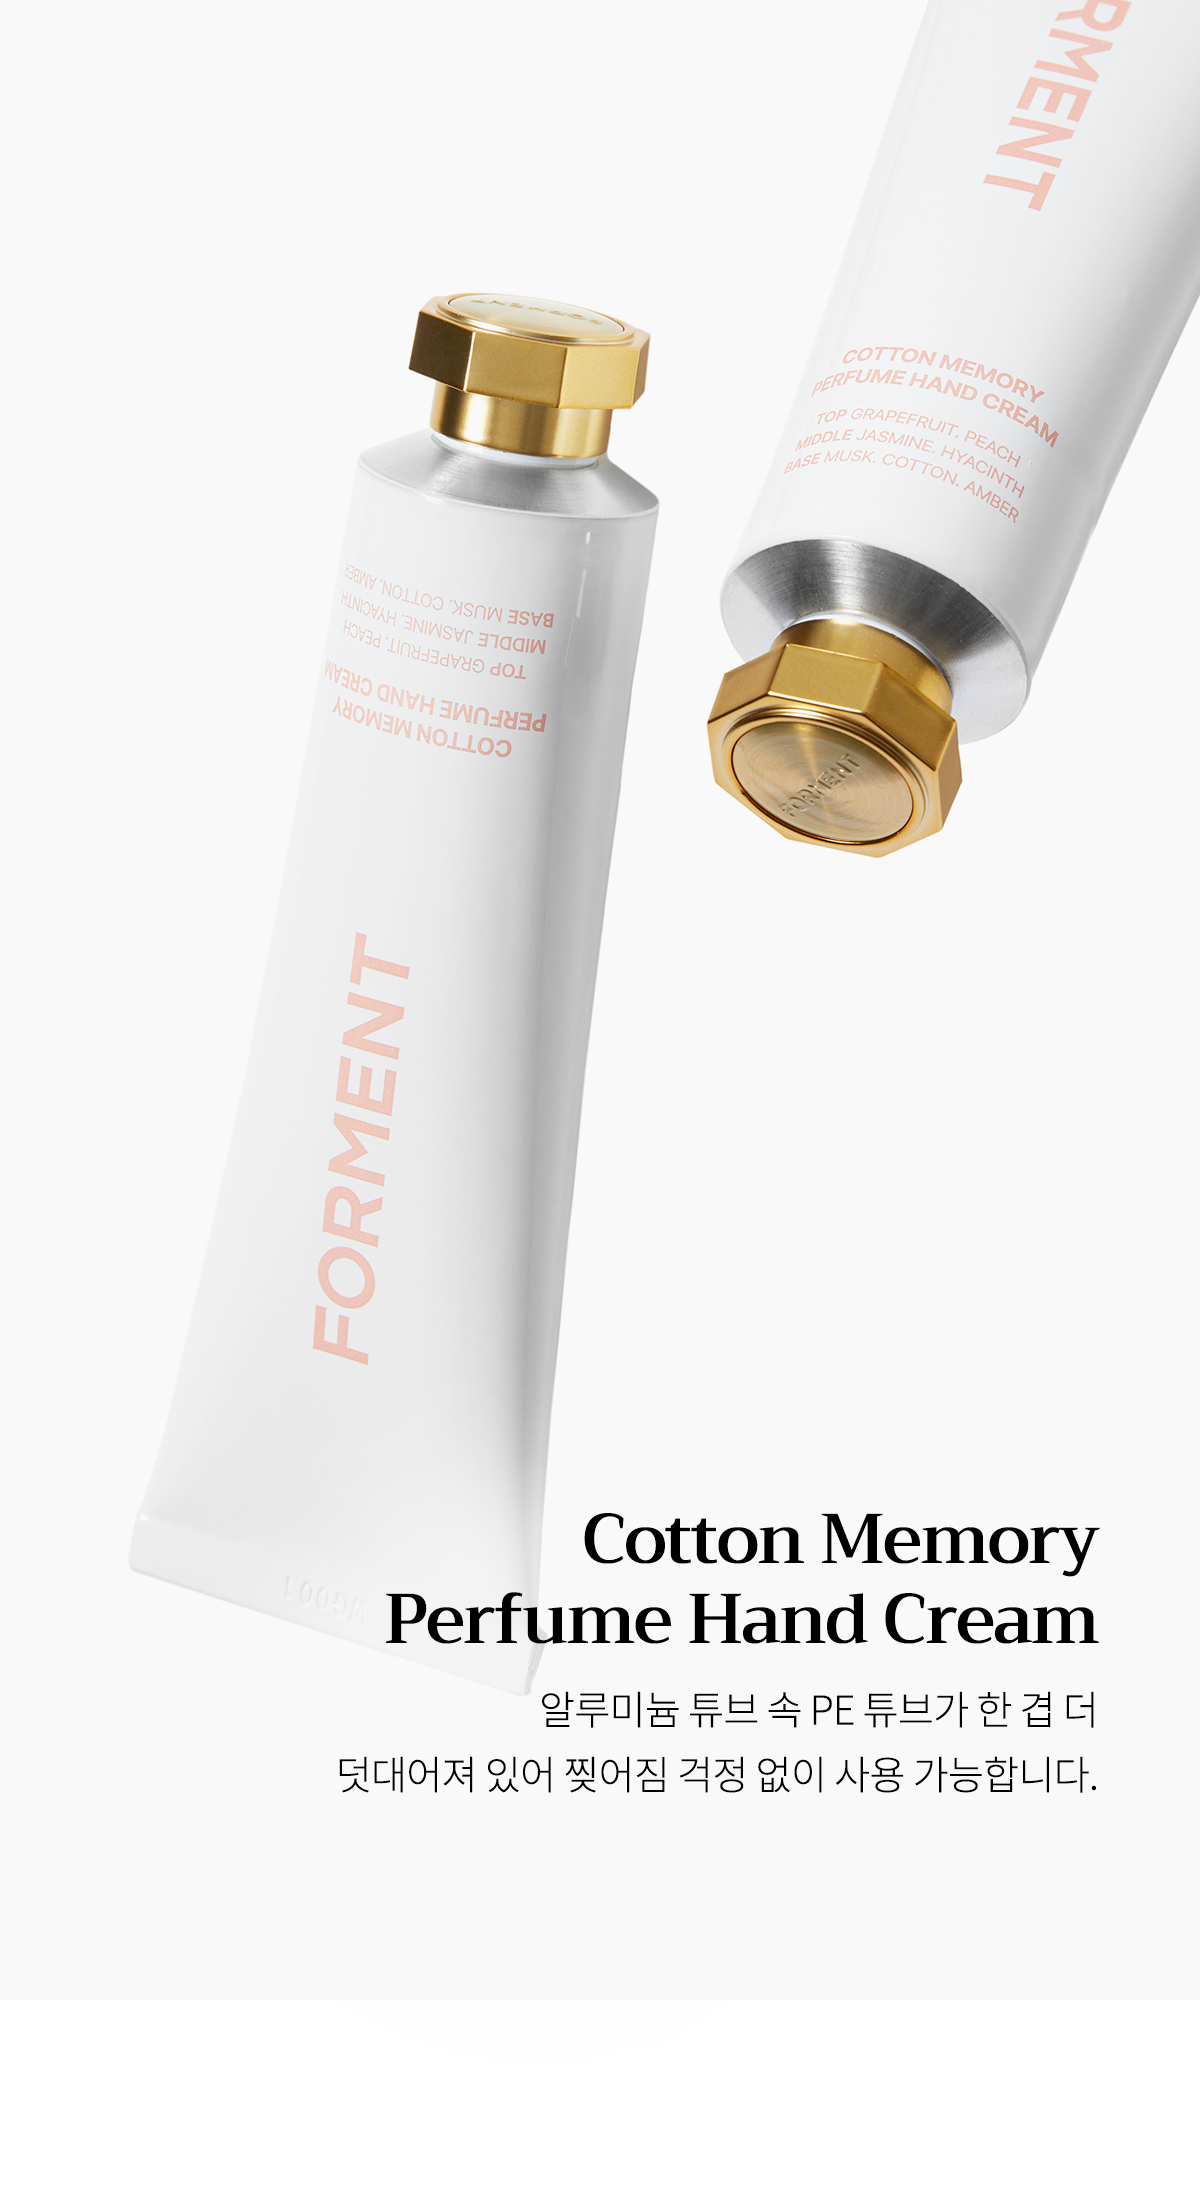 RMENT
COTTON MEMORY
PERFUME HAND CREAM
TOP GRAPEFRUIT. PEACH
MIDDLE JASMINE. HYACINTH
BASE MUSK. COTTON. AMBER
FORMENT
FORMENT
COTTON MEMORY
PERFUME HAND CREAM
TOP GRAPEFRUIT. PEACH
MIDDLE JASMINE. HYACINTH
BASE MUSK. COTTON. AMBER
FORMENT
Cotton Memory
Perfume Hand Cream
알루미늄 튜브 속 PE 튜브가 한 겹 더
덧대어져 있어 찢어짐 걱정 없이 사용 가능합니다.